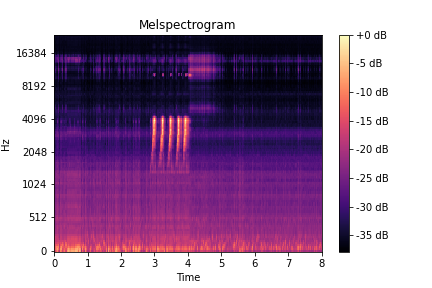 Melspectrogram
Hz
16384
8192
4096
2048
1024
512
0
0 1 2 3 4 5 6 7 8
Time
+0 dB
-5 dB
-10 dB
-15 dB
-20 dB
-25 dB
-30 dB
-35 dB